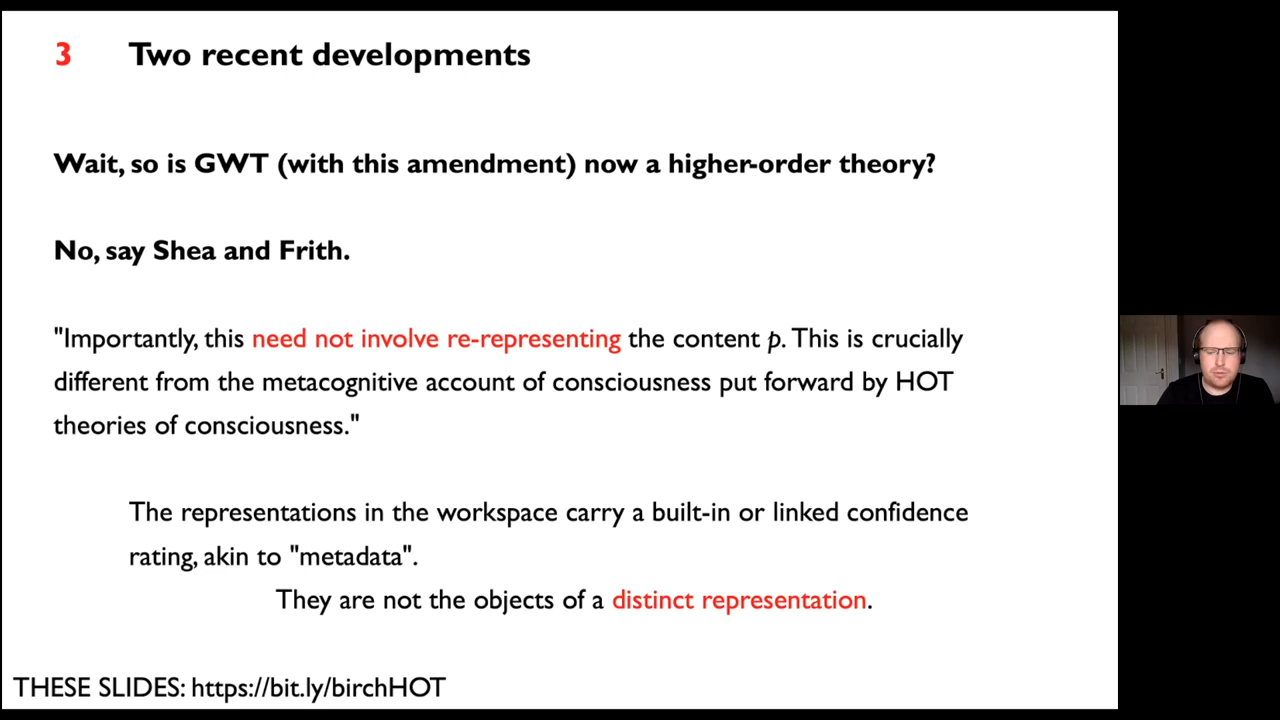 3 Two recent developments
Wait, so is GWT (with this amendment) now a higher-order theory?
No, say Shea and Frith.
"Importantly, this need not involve re-representing the content p. This is crucially
different from the metacognitive account of consciousness put forward by HOT
theories of consciousness."
The representations in the workspace carry a built-in or linked confidence
rating, akin to "metadata".
They are not the objects of a distinct representation.
THESE SLIDES: https://bit.ly/birchHOT